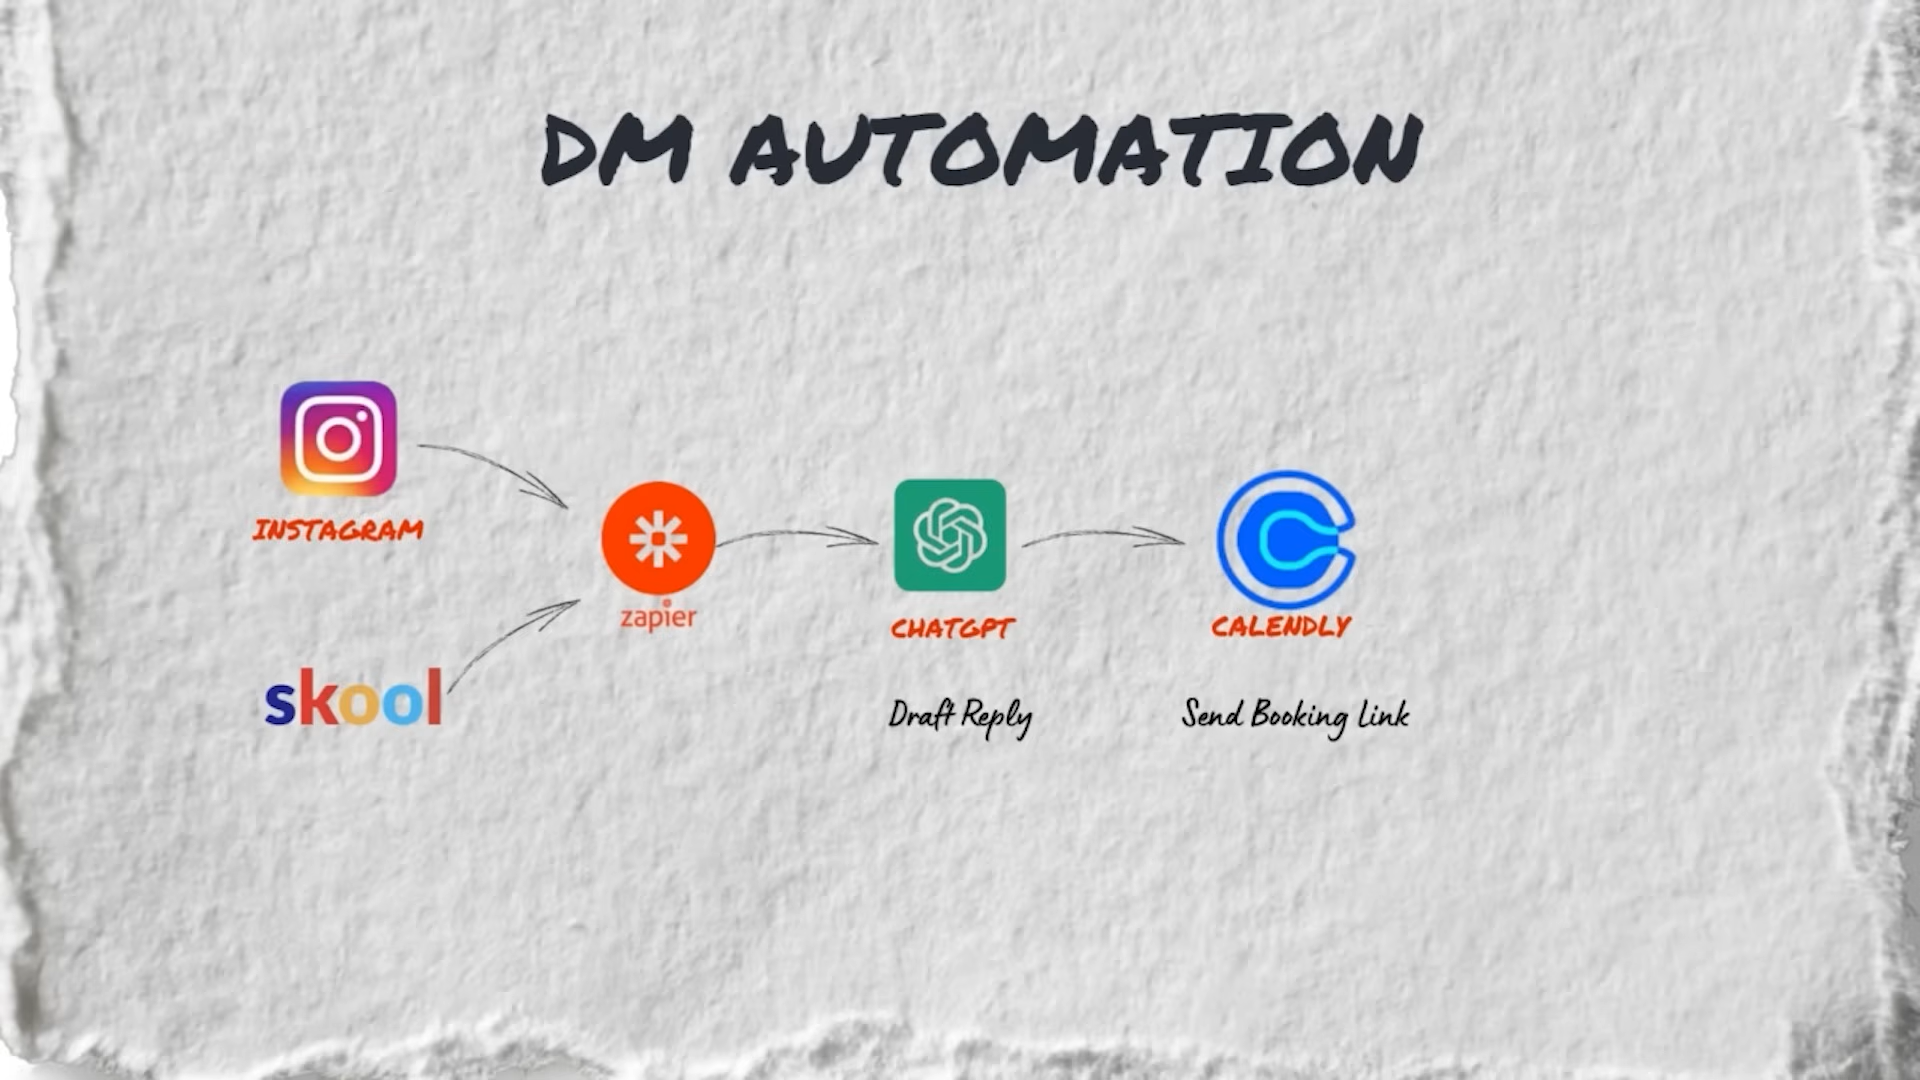 DM AUTOMATION
INSTAGRAM
zapier
CHATGPT
CALENDLY
skool
Draft Reply
Send Booking Link